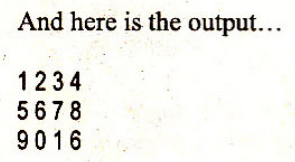 And here is the output...
1 2 3 4
5 6 7 8
9 0 1 6